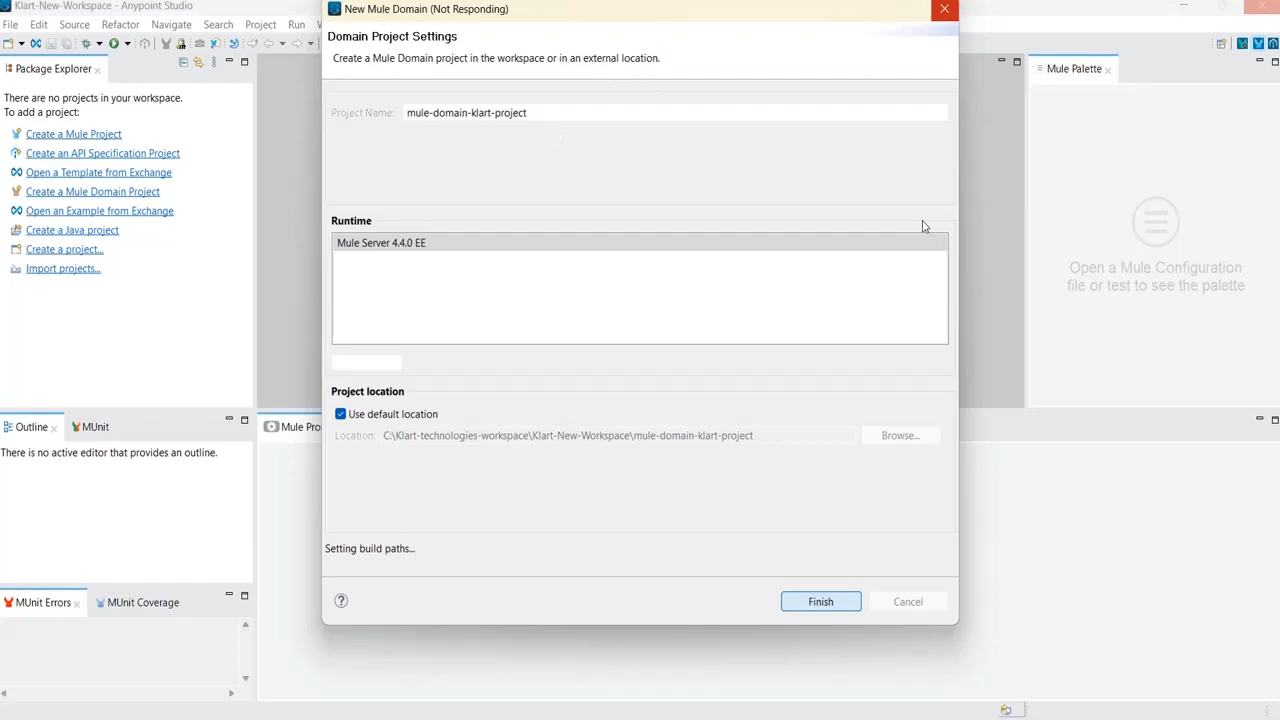 Klart-New-Workspace - Anypoint Studio
File Edit Source Refactor Navigate Search Project Run
New Mule Domain (Not Responding)
Domain Project Settings
Create a Mule Domain project in the workspace or in an external location.
Project Name: mule-domain-klart-project
Runtime
Mule Server 4.4.0 EE
Project location
Use default location
Location: C:\Klart-technologies-workspace\Klart-New-Workspace\mule-domain-klart-project Browse...
Setting build paths...
Finish Cancel
Package Explorer
There are no projects in your workspace.
To add a project:
Create a Mule Project
Create an API Specification Project
Open a Template from Exchange
Create a Mule Domain Project
Open an Example from Exchange
Create a Java project
Create a project...
Import projects...
Outline MUnit
There is no active editor that provides an outline.
MUnit Errors MUnit Coverage
Mule Pro
Mule Palette
Open a Mule Configuration
file or test to see the palette